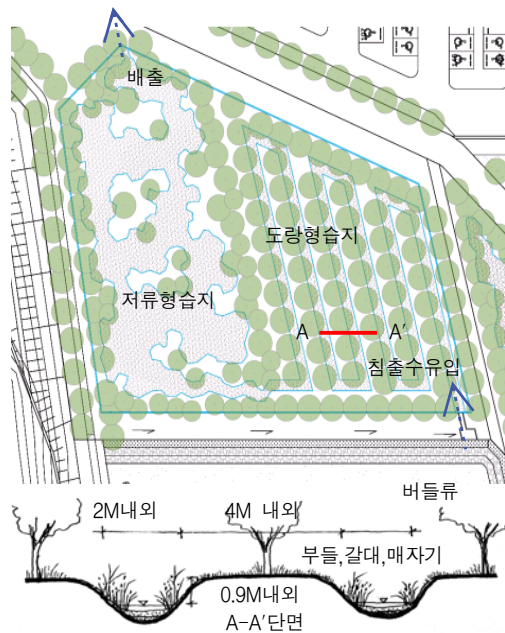 배출
도랑형습지
저류형습지
A A′
침출수유입
버들류
2M내외 4M 내외
부들,갈대,매자기
0.9M내외
A-A′단면